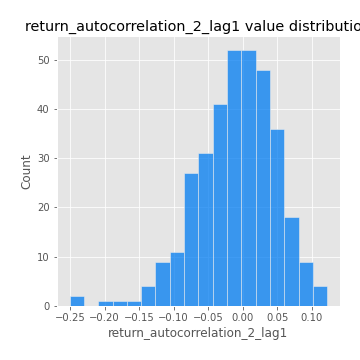 return_autocorrelation_2_lag1 value distributio
50
40
30
20
10
0
Count
−0.25 −0.20 −0.15 −0.10 −0.05 0.00 0.05 0.10
return_autocorrelation_2_lag1